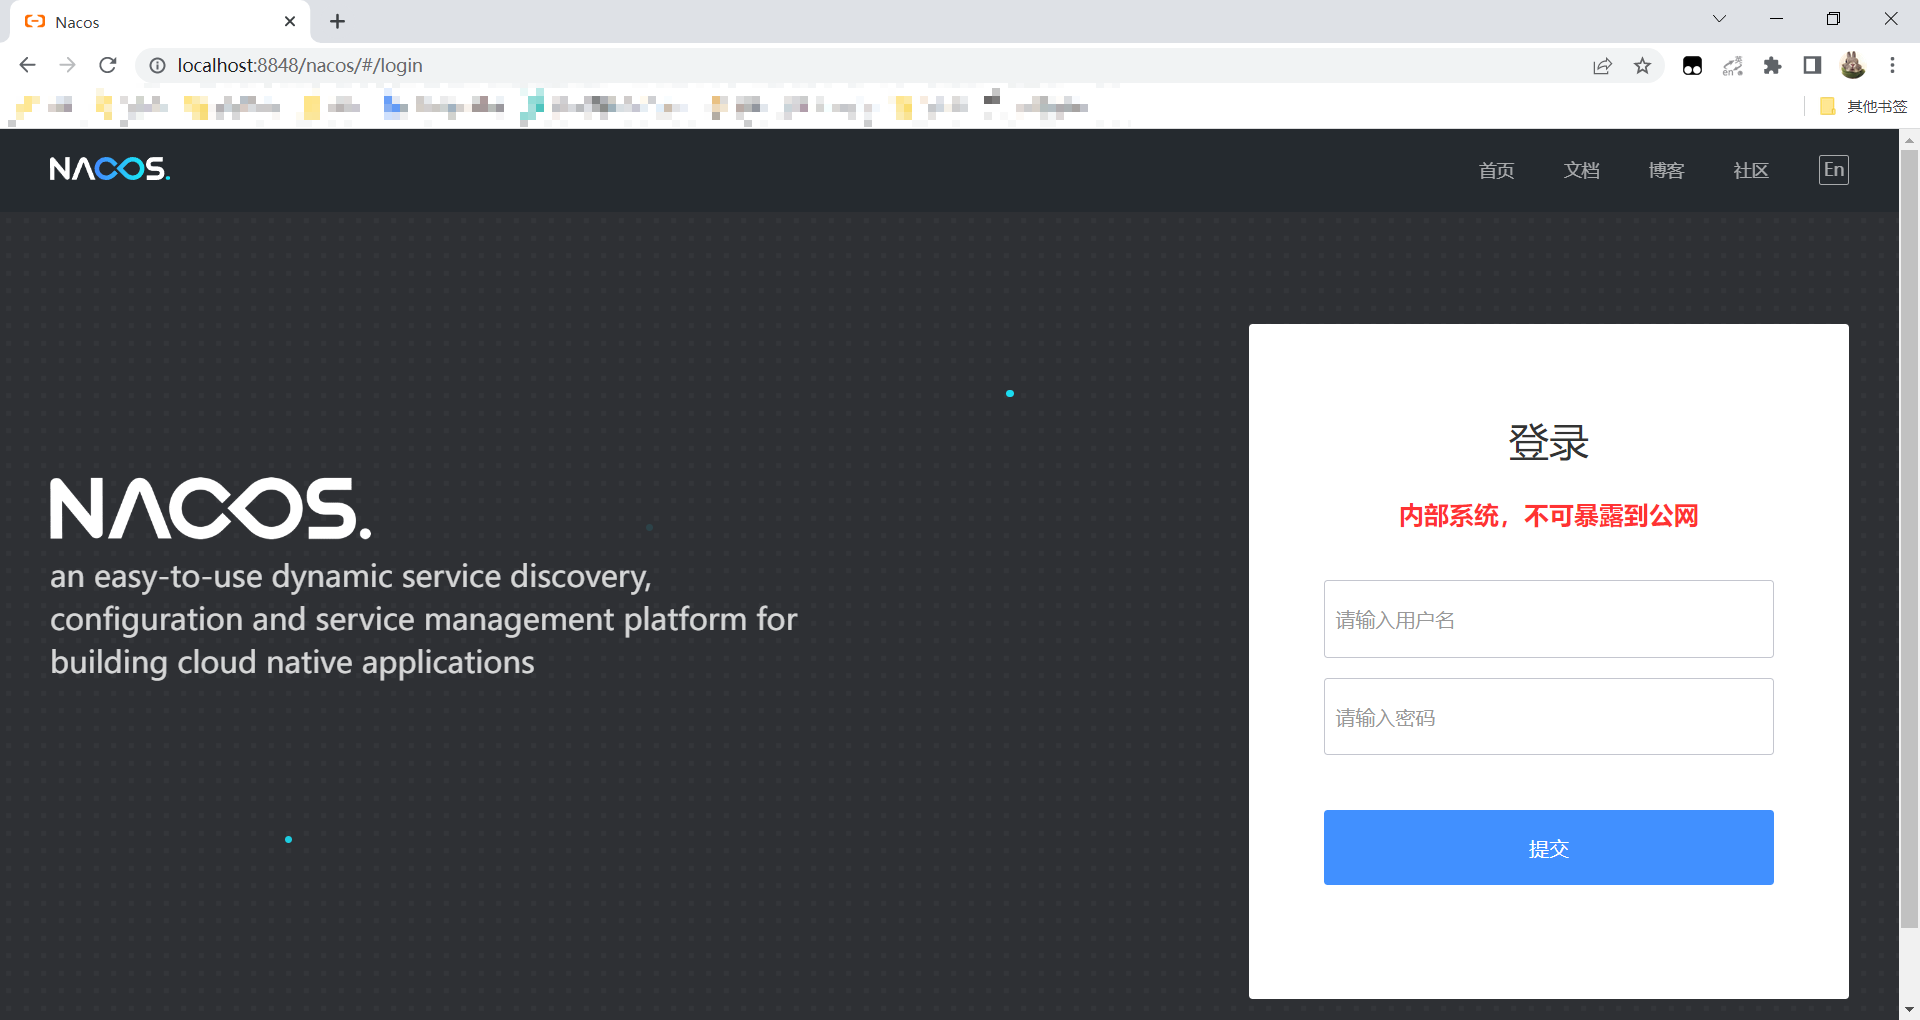 Nacos
localhost:8848/nacos/#/login
其他书签
NACOS.
首页 文档 博客 社区 En
登录
内部系统，不可暴露到公网
NACOS.
an easy-to-use dynamic service discovery,
configuration and service management platform for
building cloud native applications
请输入用户名
请输入密码
提交